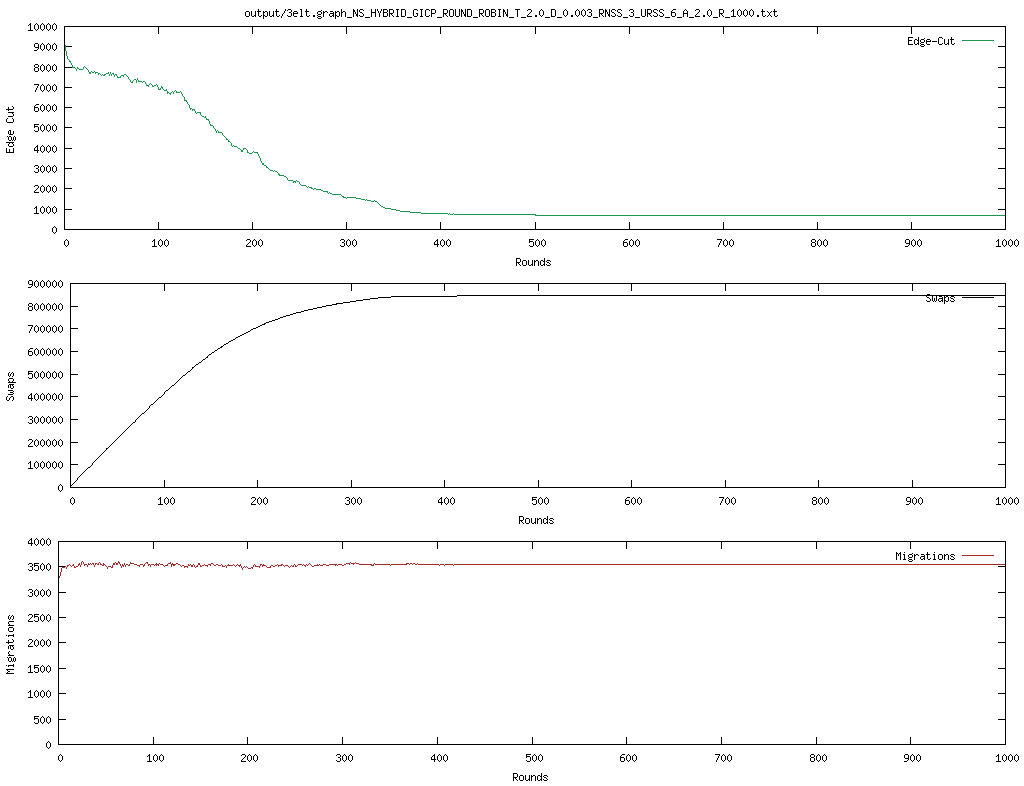 output/3elt.graph_NS_HYBRID_GICP_ROUND_ROBIN_T_2.0_D_0.003_RNSS_3_URSS_6_A_2.0_R_1000.txt
10000
9000
8000
7000
6000
5000
4000
3000
2000
1000
0
Edge Cut
Edge-Cut
0 100 200 300 400 500 600 700 800 900 1000
Rounds
900000
800000
700000
600000
500000
400000
300000
200000
100000
0
Swaps
Swaps
0 100 200 300 400 500 600 700 800 900 1000
Rounds
4000
3500
3000
2500
2000
1500
1000
500
0
Migrations
Migrations
0 100 200 300 400 500 600 700 800 900 1000
Rounds